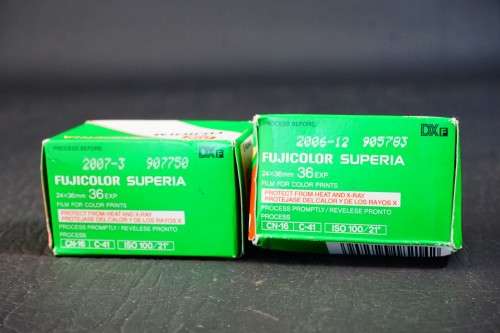 PROCESS BEFORE
DXF
2007-3 907750
FUJICOLOR SUPERIA
24×36mm 36 EXP.
FILM FOR COLOR PRINTS
PROTECT FROM HEAT AND X-RAY
PROTEJASE DEL CALOR Y DE LOS RAYOS X
PROCESS PROMPTLY/REVELESE PRONTO
PROCESS
CN-16 C-41 ISO 100/21°
PROCESS BEFORE
DXF
2006-12 905783
FUJICOLOR SUPERIA
24×36mm 36 EXP.
FILM FOR COLOR PRINTS
PROTECT FROM HEAT AND X-RAY
PROTEJASE DEL CALOR Y DE LOS RAYOS X
PROCESS PROMPTLY/REVELESE PRONTO
PROCESS
CN-16 C-41 ISO 100/21°